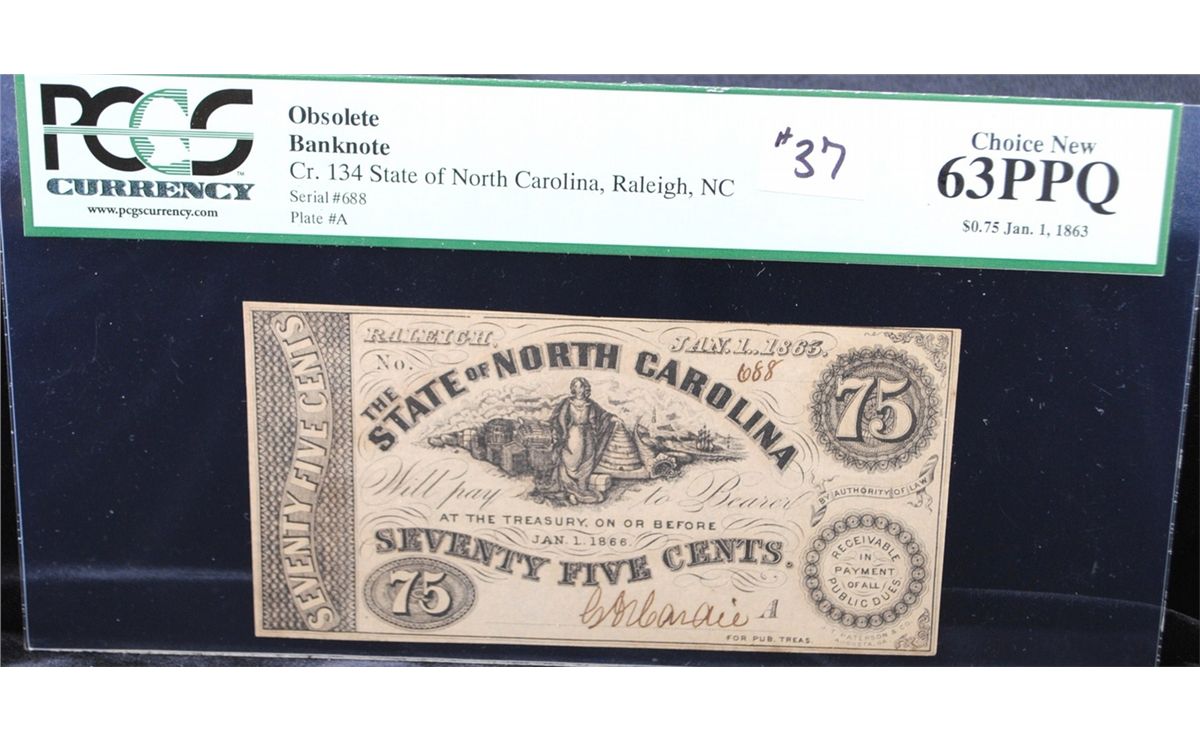 PCGS
CURRENCY
www.pcgscurrency.com
Obsolete
Banknote
Cr. 134 State of North Carolina, Raleigh, NC
Serial #688
Plate #A
#37
Choice New
63PPQ
$0.75 Jan. 1, 1863
SEVENTY FIVE CENTS
RALEIGH,
JAN. 1. 1863.
No.
688
THE
STATE OF NORTH CAROLINA
75
Will pay to Bearer
BY AUTHORITY OF LAW
AT THE TREASURY, ON OR BEFORE
JAN. 1. 1866.
SEVENTY FIVE CENTS.
RECEIVABLE
IN
PAYMENT
OF ALL
PUBLIC DUES
75
A
FOR PUB. TREAS.
PATERSON & CO